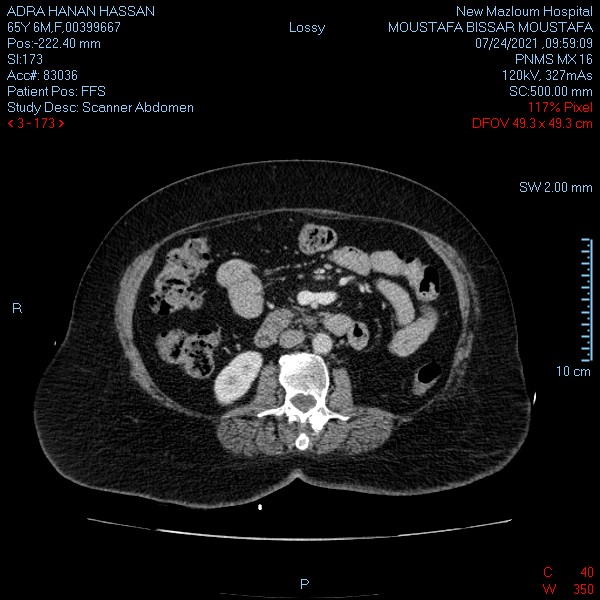 ADRA HANAN HASSAN
65Y 6M,F,00399667
Pos:-222.40 mm
SI:173
Acc#: 83036
Patient Pos: FFS
Study Desc: Scanner Abdomen
< 3 - 173 >
Lossy
New Mazloum Hospital
MOUSTAFA BISSAR MOUSTAFA
07/24/2021 ,09:59:09
PNMS MX 16
120kV, 327mAs
SC:500.00 mm
117% Pixel
DFOV 49.3 x 49.3 cm
SW 2.00 mm
R
10 cm
P
C 40
W 350